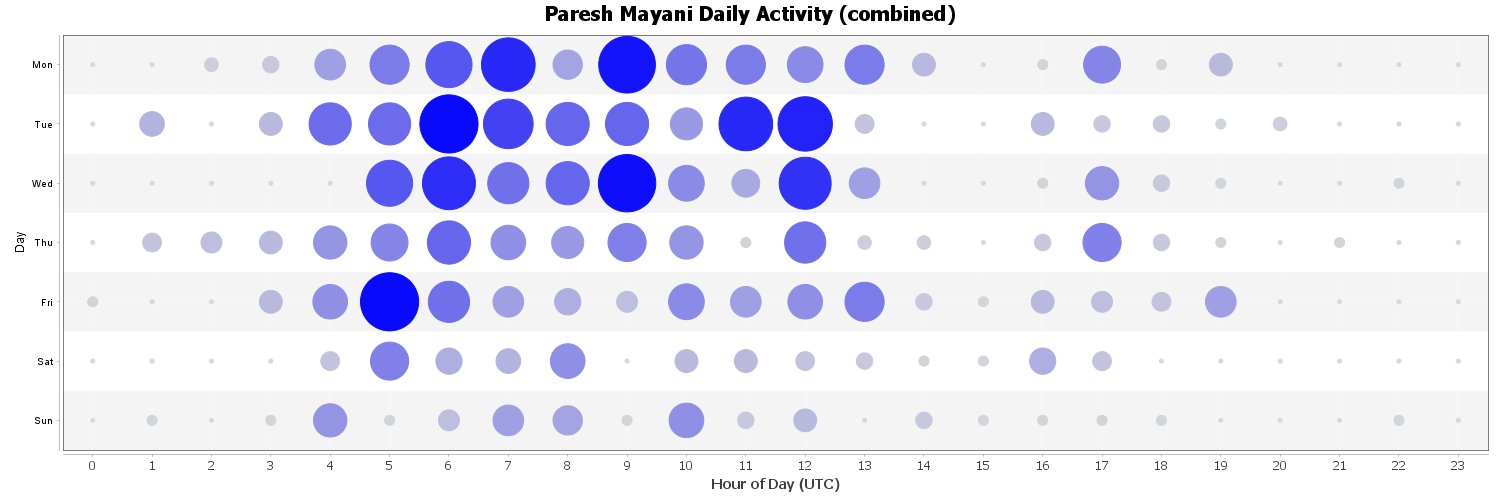 Paresh Mayani Daily Activity (combined)
Day
Mon
Tue
Wed
Thu
Fri
Sat
Sun
0 1 2 3 4 5 6 7 8 9 10 11 12 13 14 15 16 17 18 19 20 21 22 23
Hour of Day (UTC)